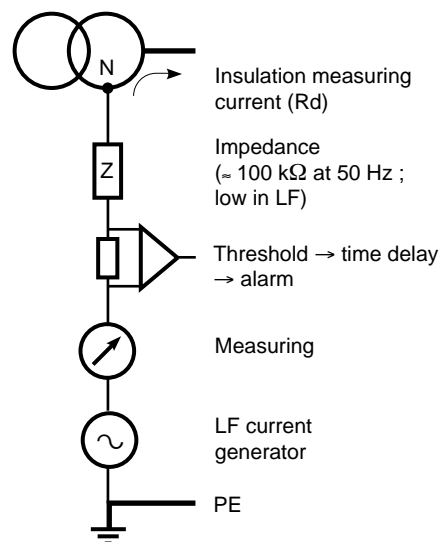 N
Insulation measuring
current (Rd)
Z
Impedance
(≈ 100 kΩ at 50 Hz ;
low in LF)
Threshold → time delay
→ alarm
Measuring
LF current
generator
PE